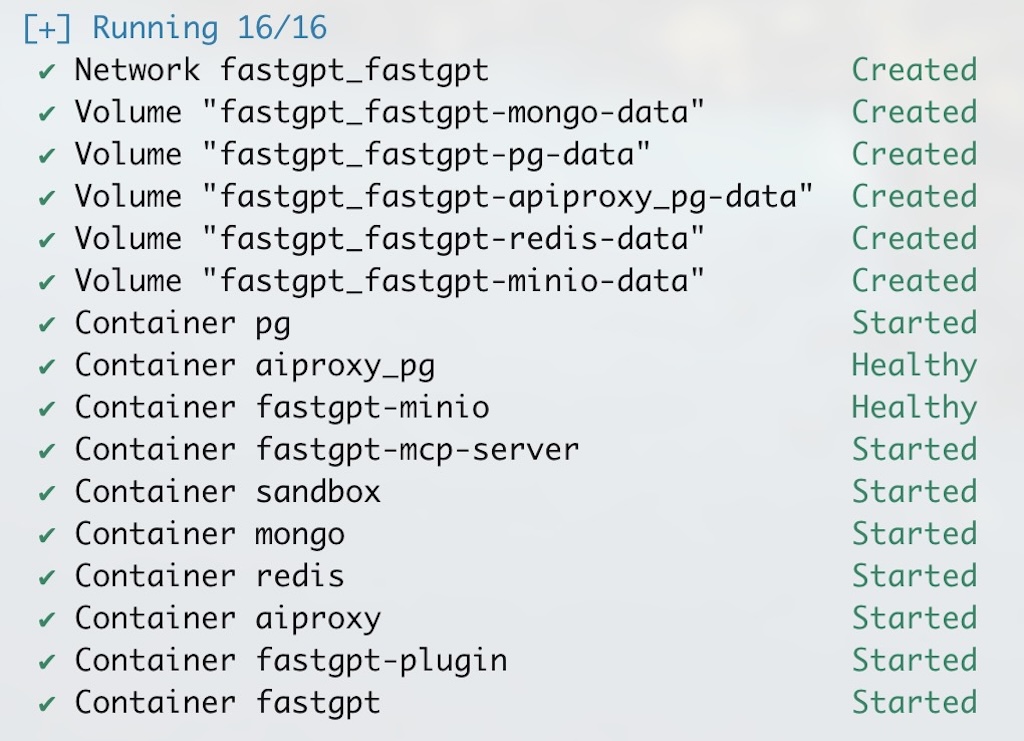 [+] Running 16/16
✔ Network fastgpt_fastgpt Created
✔ Volume "fastgpt_fastgpt-mongo-data" Created
✔ Volume "fastgpt_fastgpt-pg-data" Created
✔ Volume "fastgpt_fastgpt-apiproxy_pg-data" Created
✔ Volume "fastgpt_fastgpt-redis-data" Created
✔ Volume "fastgpt_fastgpt-minio-data" Created
✔ Container pg Started
✔ Container aiproxy_pg Healthy
✔ Container fastgpt-minio Healthy
✔ Container fastgpt-mcp-server Started
✔ Container sandbox Started
✔ Container mongo Started
✔ Container redis Started
✔ Container aiproxy Started
✔ Container fastgpt-plugin Started
✔ Container fastgpt Started